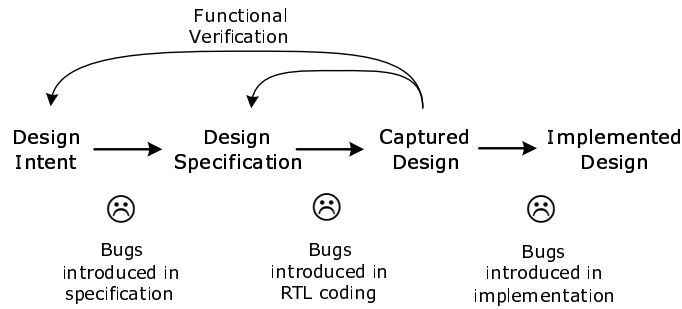 Functional
Verification
Design
Intent
Design
Specification
Captured
Design
Implemented
Design
Bugs
introduced in
specification
Bugs
introduced in
RTL coding
Bugs
introduced in
implementation